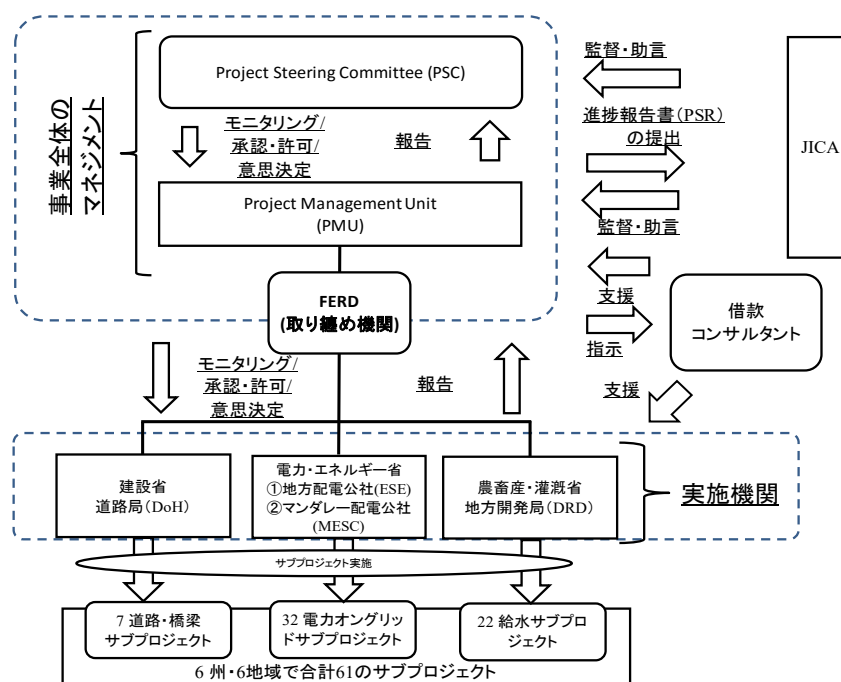 Project Steering Committee (PSC)
モニタリング/
承認・許可/
意思決定
報告
Project Management Unit
(PMU)
事業全体の
マネジメント
FERD
(取り纏め機関)
監督・助言
進捗報告書(PSR)
の提出
監督・助言
JICA
支援
指示
借款
コンサルタント
支援
モニタリング/
承認・許可/
意思決定
報告
建設省
道路局(DoH)
電力・エネルギー省
①地方配電公社(ESE)
②マンダレー配電公社
(MESC)
農畜産・灌漑省
地方開発局(DRD)
実施機関
サブプロジェクト実施
7 道路・橋梁
サブプロジェクト
32 電力オングリッ
ドサブプロジェクト
22 給水サブプロ
ジェクト
6 州・6地域で合計61のサブプロジェクト